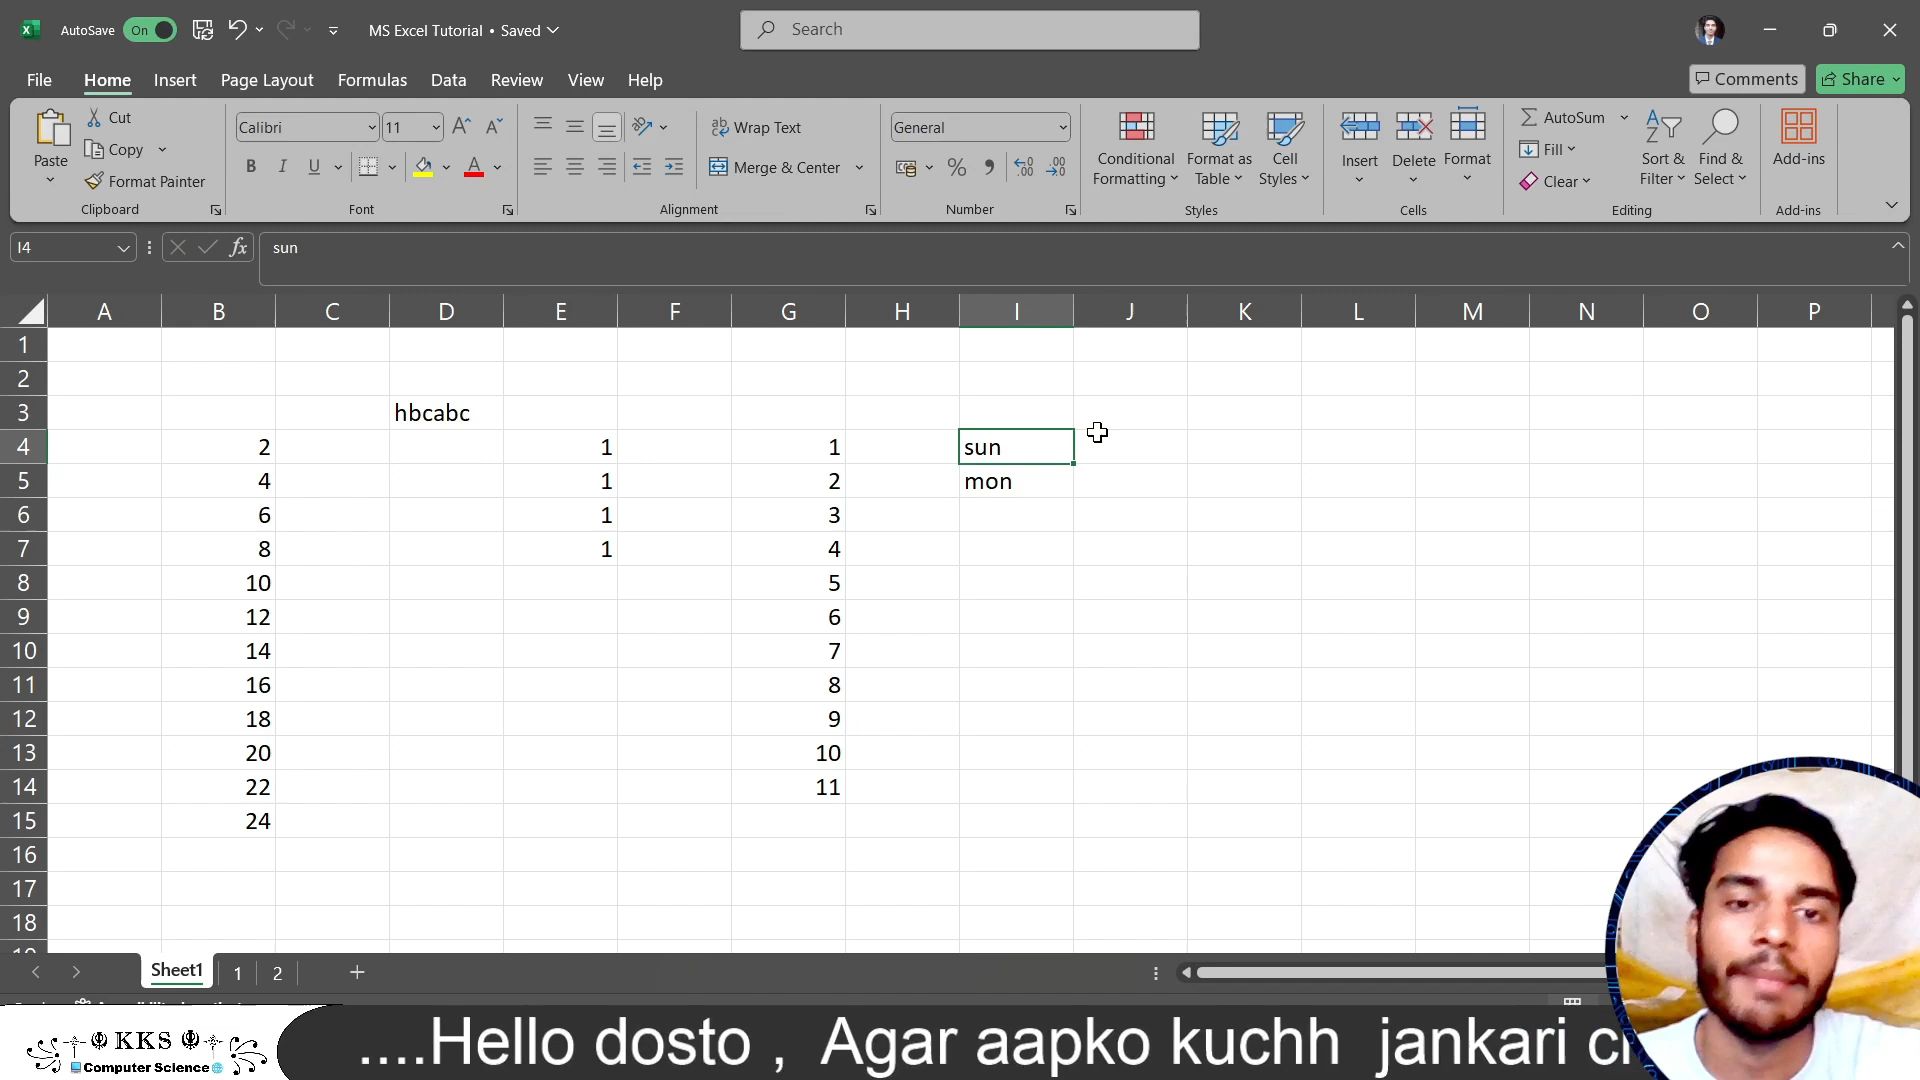 AutoSave On MS Excel Tutorial • Saved Search
File Home Insert Page Layout Formulas Data Review View Help Comments Share
Paste Cut Copy Format Painter Clipboard
Calibri 11 B I U A Font
Wrap Text Merge & Center Alignment
General % Number
Conditional Formatting Format as Table Cell Styles Styles
Insert Delete Format Cells
AutoSum Fill Clear Sort & Filter Find & Select Editing
Add-ins Add-ins
I4 fx sun
A B C D E F G H I J K L M N O P
1
2
3 hbcabc
4 2 1 1 sun
5 4 1 2 mon
6 6 1 3
7 8 1 4
8 10 5
9 12 6
10 14 7
11 16 8
12 18 9
13 20 10
14 22 11
15 24
16
17
18
Sheet1 1 2 +
KKS
Computer Science
....Hello dosto , Agar aapko kuchh jankari